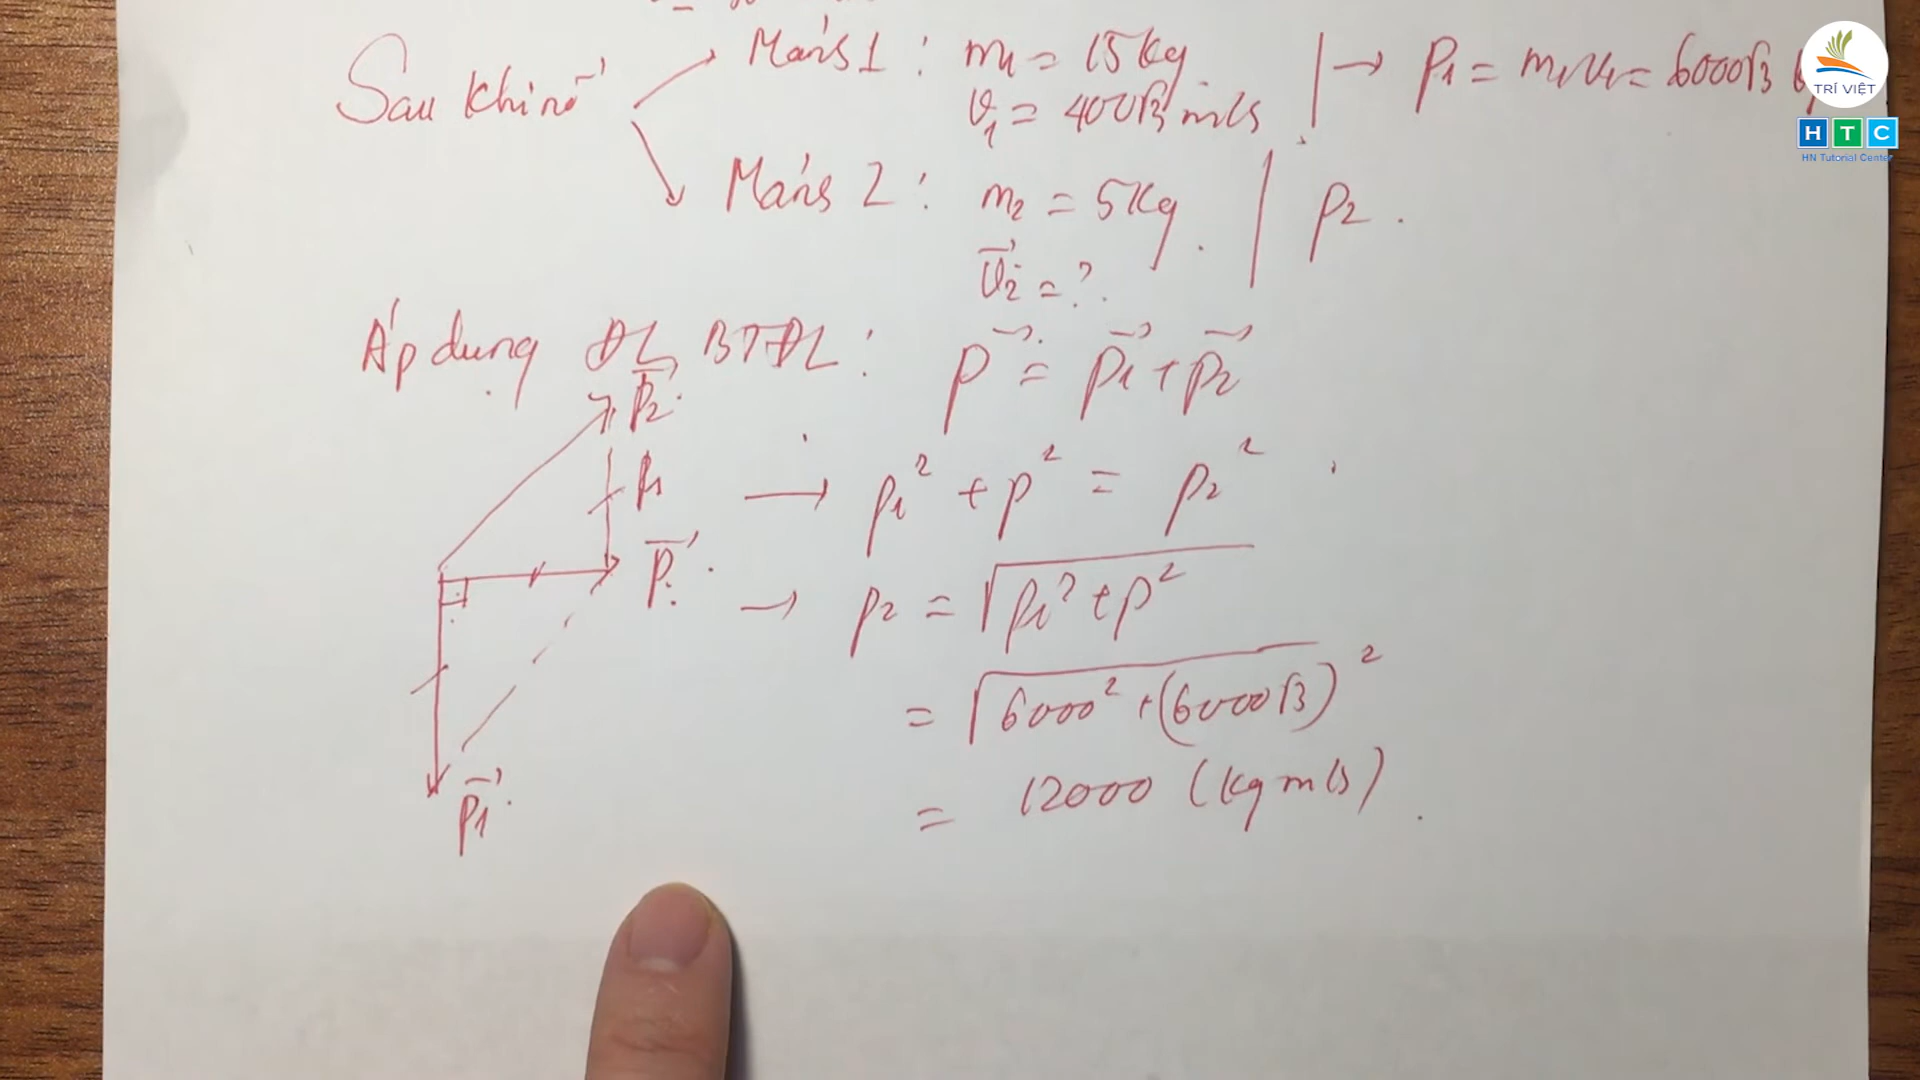 Sau khi nổ
Mảnh 1 : m1 = 15kg → p1 = m1v1 = 6000√3
v1 = 400√3 m/s
Mảnh 2 : m2 = 5kg. p2.
v⃗2 = ?
Áp dụng ĐL BTĐL : p⃗ = p⃗1 + p⃗2
p⃗2
p1
→ p1² + p² = p2²
p⃗
→ p2 = √p1² + p²
= √6000² + (6000√3)²
= 12000 (kg m/s)
p⃗1
TRÍ VIỆT
H T C
HN Tutorial Center